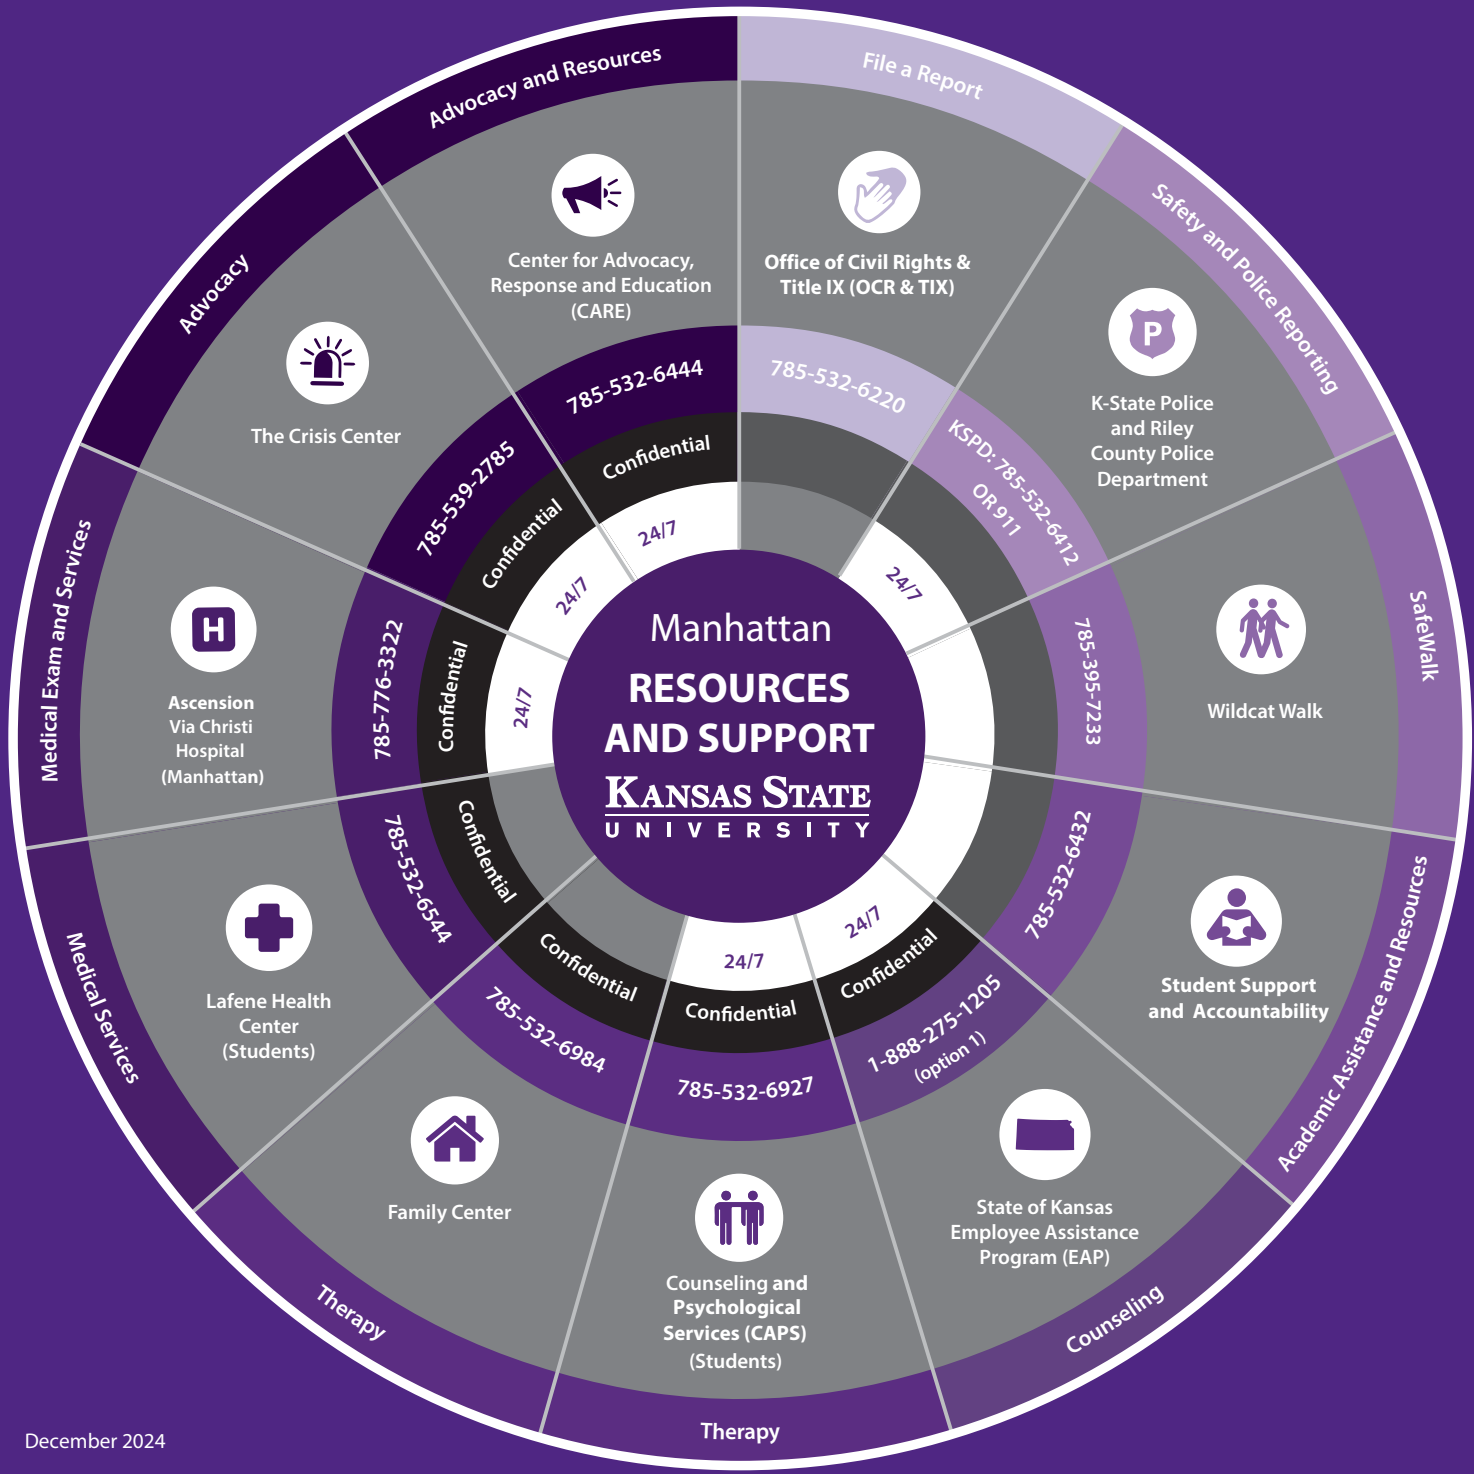 Manhattan
RESOURCES
AND SUPPORT
KANSAS STATE
UNIVERSITY
File a Report
Office of Civil Rights &
Title IX (OCR & TIX)
785-532-6220
Safety and Police Reporting
P
K-State Police
and Riley
County Police
Department
KSPD: 785-532-6412
OR 911
24/7
SafeWalk
Wildcat Walk
785-395-7233
Academic Assistance and Resources
Student Support
and Accountability
785-532-6432
Counseling
State of Kansas
Employee Assistance
Program (EAP)
1-888-275-1205
(option 1)
Confidential
24/7
Therapy
Counseling and
Psychological
Services (CAPS)
(Students)
785-532-6927
Confidential
24/7
Therapy
Family Center
785-532-6984
Confidential
Medical Services
Lafene Health
Center
(Students)
785-532-6544
Confidential
Medical Exam and Services
H
Ascension
Via Christi
Hospital
(Manhattan)
785-776-3322
Confidential
24/7
Advocacy
The Crisis Center
785-539-2785
Confidential
24/7
Advocacy and Resources
Center for Advocacy,
Response and Education
(CARE)
785-532-6444
Confidential
24/7
December 2024